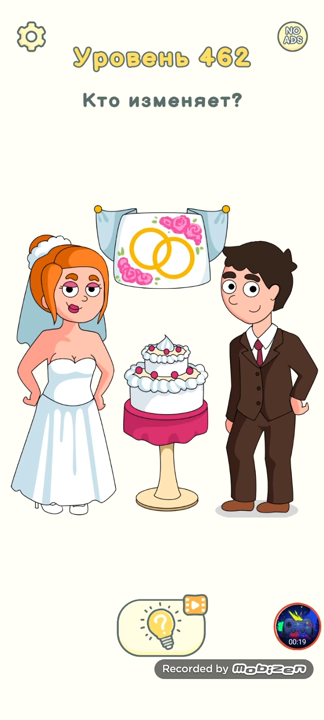 NO
ADS
Уровень 462
Кто изменяет?
00:19
Recorded by mobizen